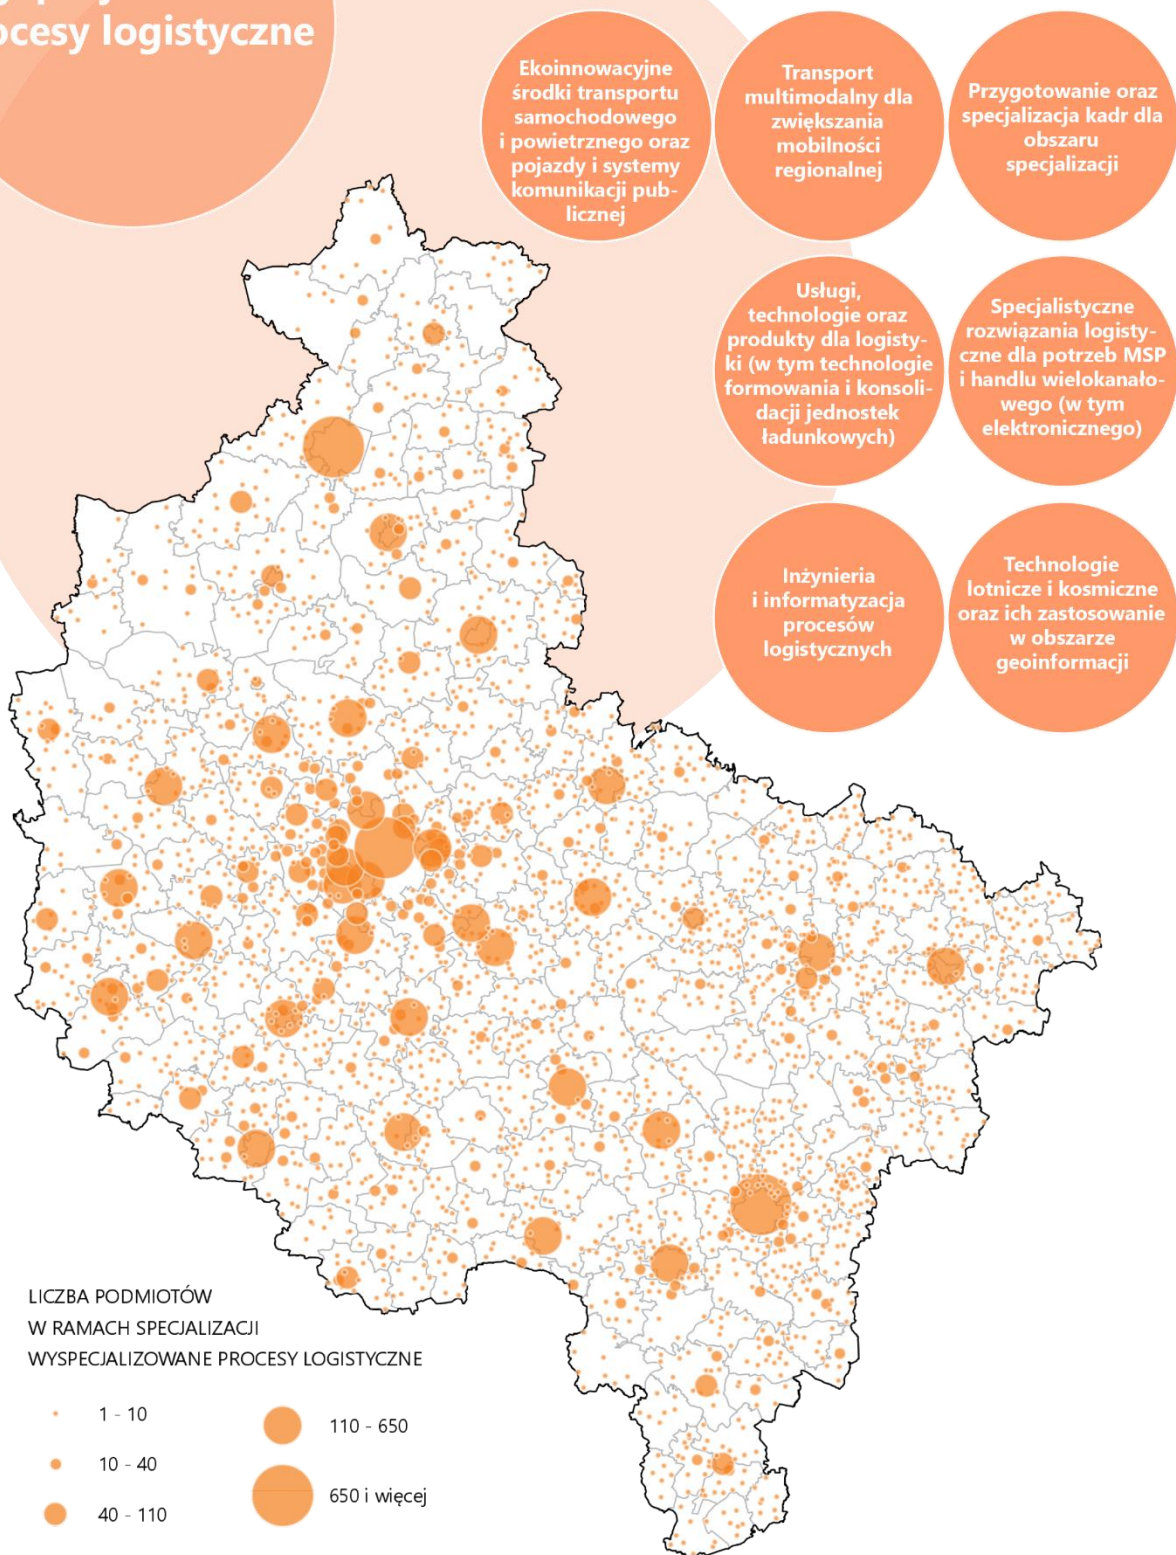 ocesy logistyczne
Ekoinnowacyjne
środki transportu
samochodowego
i powietrznego oraz
pojazdy i systemy
komunikacji pub-
licznej
Transport
multimodalny dla
zwiększania
mobilności
regionalnej
Przygotowanie oraz
specjalizacja kadr dla
obszaru
specjalizacji
Usługi,
technologie oraz
produkty dla logisty-
ki (w tym technologie
formowania i konsoli-
dacji jednostek
ładunkowych)
Specjalistyczne
rozwiązania logisty-
czne dla potrzeb MSP
i handlu wielokanało-
wego (w tym
elektronicznego)
Inżynieria
i informatyzacja
procesów
logistycznych
Technologie
lotnicze i kosmiczne
oraz ich zastosowanie
w obszarze
geoinformacji
LICZBA PODMIOTÓW
W RAMACH SPECJALIZACJI
WYSPECJALIZOWANE PROCESY LOGISTYCZNE
1 - 10
10 - 40
40 - 110
110 - 650
650 i więcej